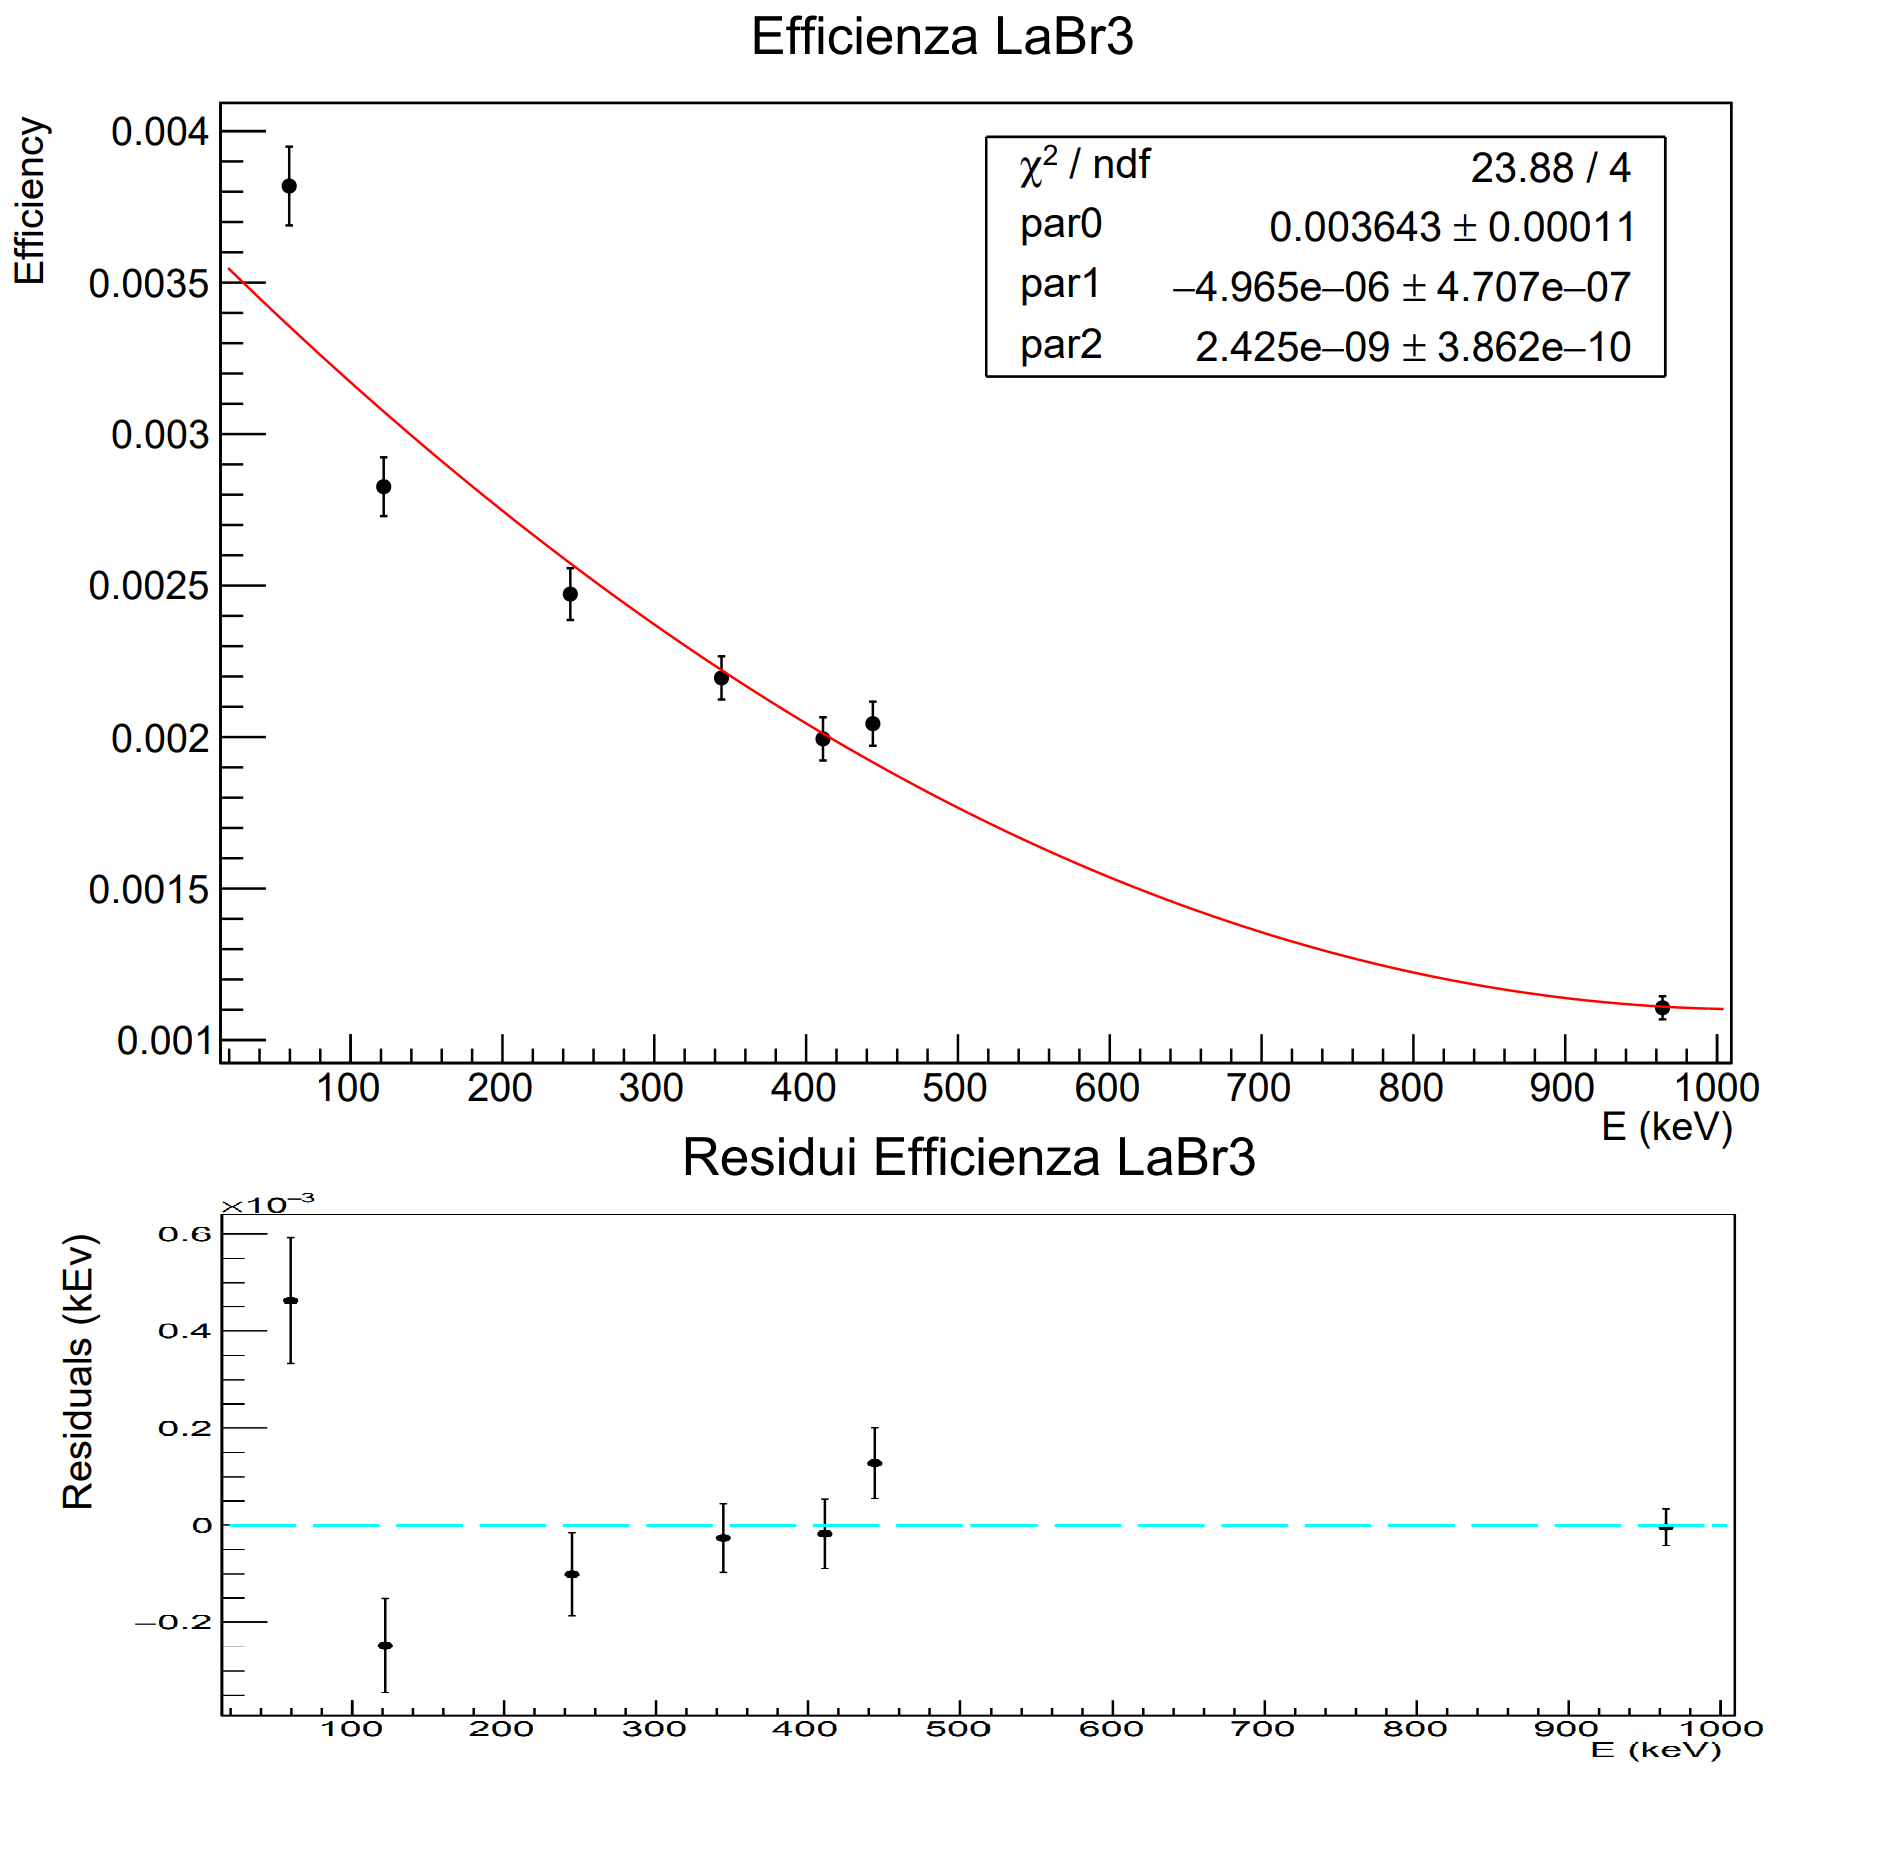 Efficienza LaBr3
Efficiency
0.004
0.0035
0.003
0.0025
0.002
0.0015
0.001
χ² / ndf 23.88 / 4
par0 0.003643 ± 0.00011
par1 −4.965e−06 ± 4.707e−07
par2 2.425e−09 ± 3.862e−10
100 200 300 400 500 600 700 800 900 1000
E (keV)
Residui Efficienza LaBr3
×10⁻³
Residuals (kEv)
0.6
0.4
0.2
0
−0.2
100 200 300 400 500 600 700 800 900 1000
E (keV)